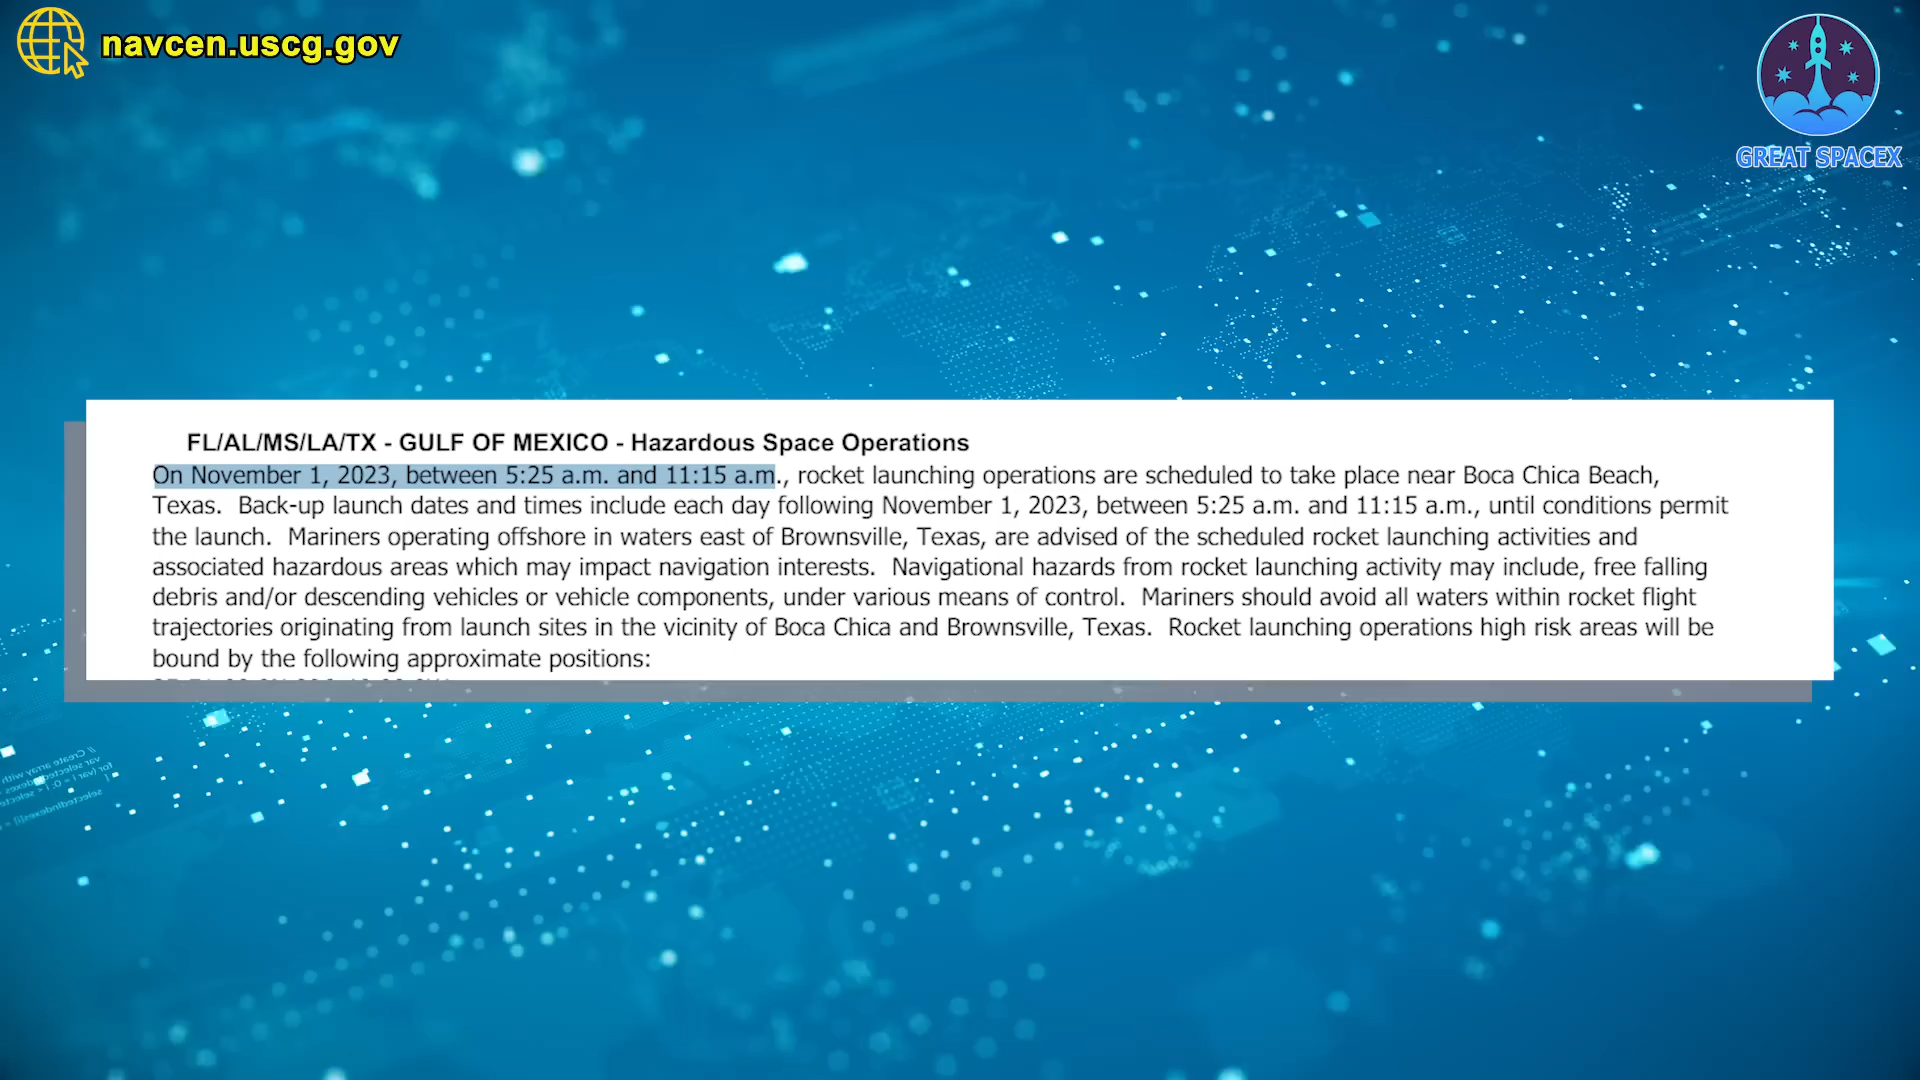 navcen.uscg.gov
GREAT SPACEX
FL/AL/MS/LA/TX - GULF OF MEXICO - Hazardous Space Operations
On November 1, 2023, between 5:25 a.m. and 11:15 a.m., rocket launching operations are scheduled to take place near Boca Chica Beach,
Texas. Back-up launch dates and times include each day following November 1, 2023, between 5:25 a.m. and 11:15 a.m., until conditions permit
the launch. Mariners operating offshore in waters east of Brownsville, Texas, are advised of the scheduled rocket launching activities and
associated hazardous areas which may impact navigation interests. Navigational hazards from rocket launching activity may include, free falling
debris and/or descending vehicles or vehicle components, under various means of control. Mariners should avoid all waters within rocket flight
trajectories originating from launch sites in the vicinity of Boca Chica and Brownsville, Texas. Rocket launching operations high risk areas will be
bound by the following approximate positions:
// Create array with